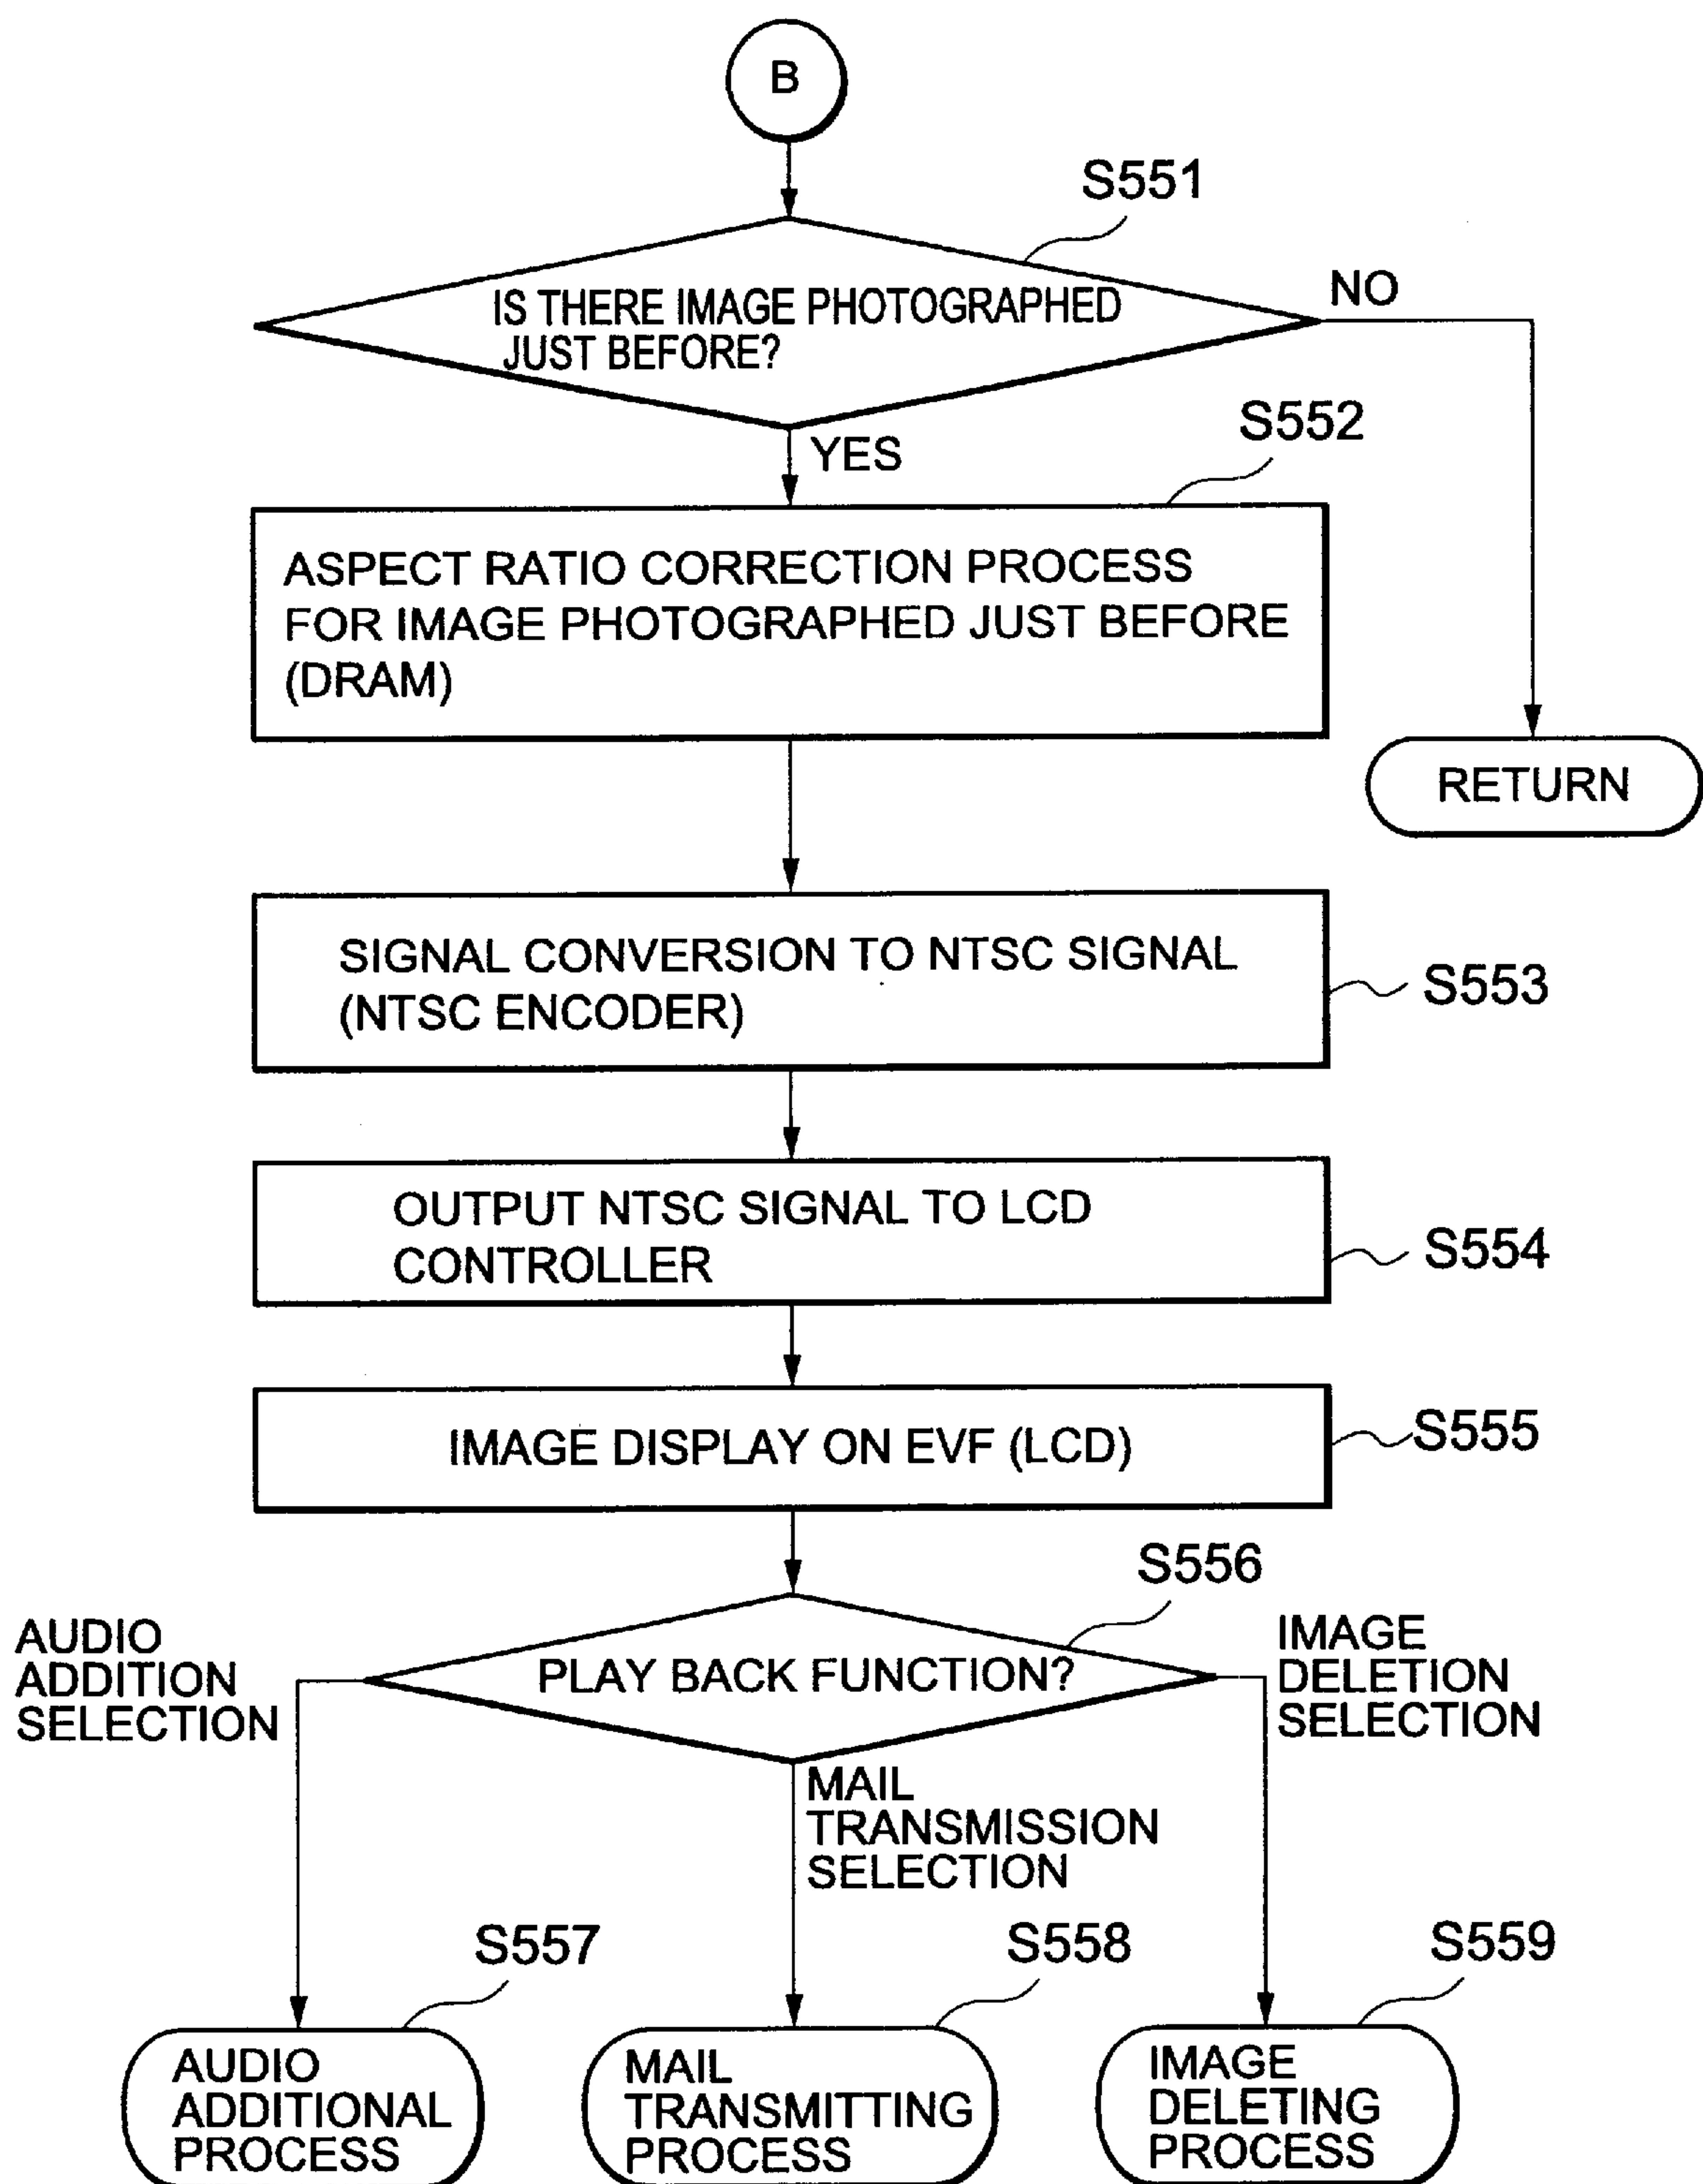 B
S551
IS THERE IMAGE PHOTOGRAPHED
JUST BEFORE?
NO
YES
S552
ASPECT RATIO CORRECTION PROCESS
FOR IMAGE PHOTOGRAPHED JUST BEFORE
(DRAM)
RETURN
SIGNAL CONVERSION TO NTSC SIGNAL
(NTSC ENCODER)
S553
OUTPUT NTSC SIGNAL TO LCD
CONTROLLER
S554
IMAGE DISPLAY ON EVF (LCD)
S555
S556
AUDIO
ADDITION
SELECTION
PLAY BACK FUNCTION?
IMAGE
DELETION
SELECTION
MAIL
TRANSMISSION
SELECTION
S557
S558
S559
AUDIO
ADDITIONAL
PROCESS
MAIL
TRANSMITTING
PROCESS
IMAGE
DELETING
PROCESS